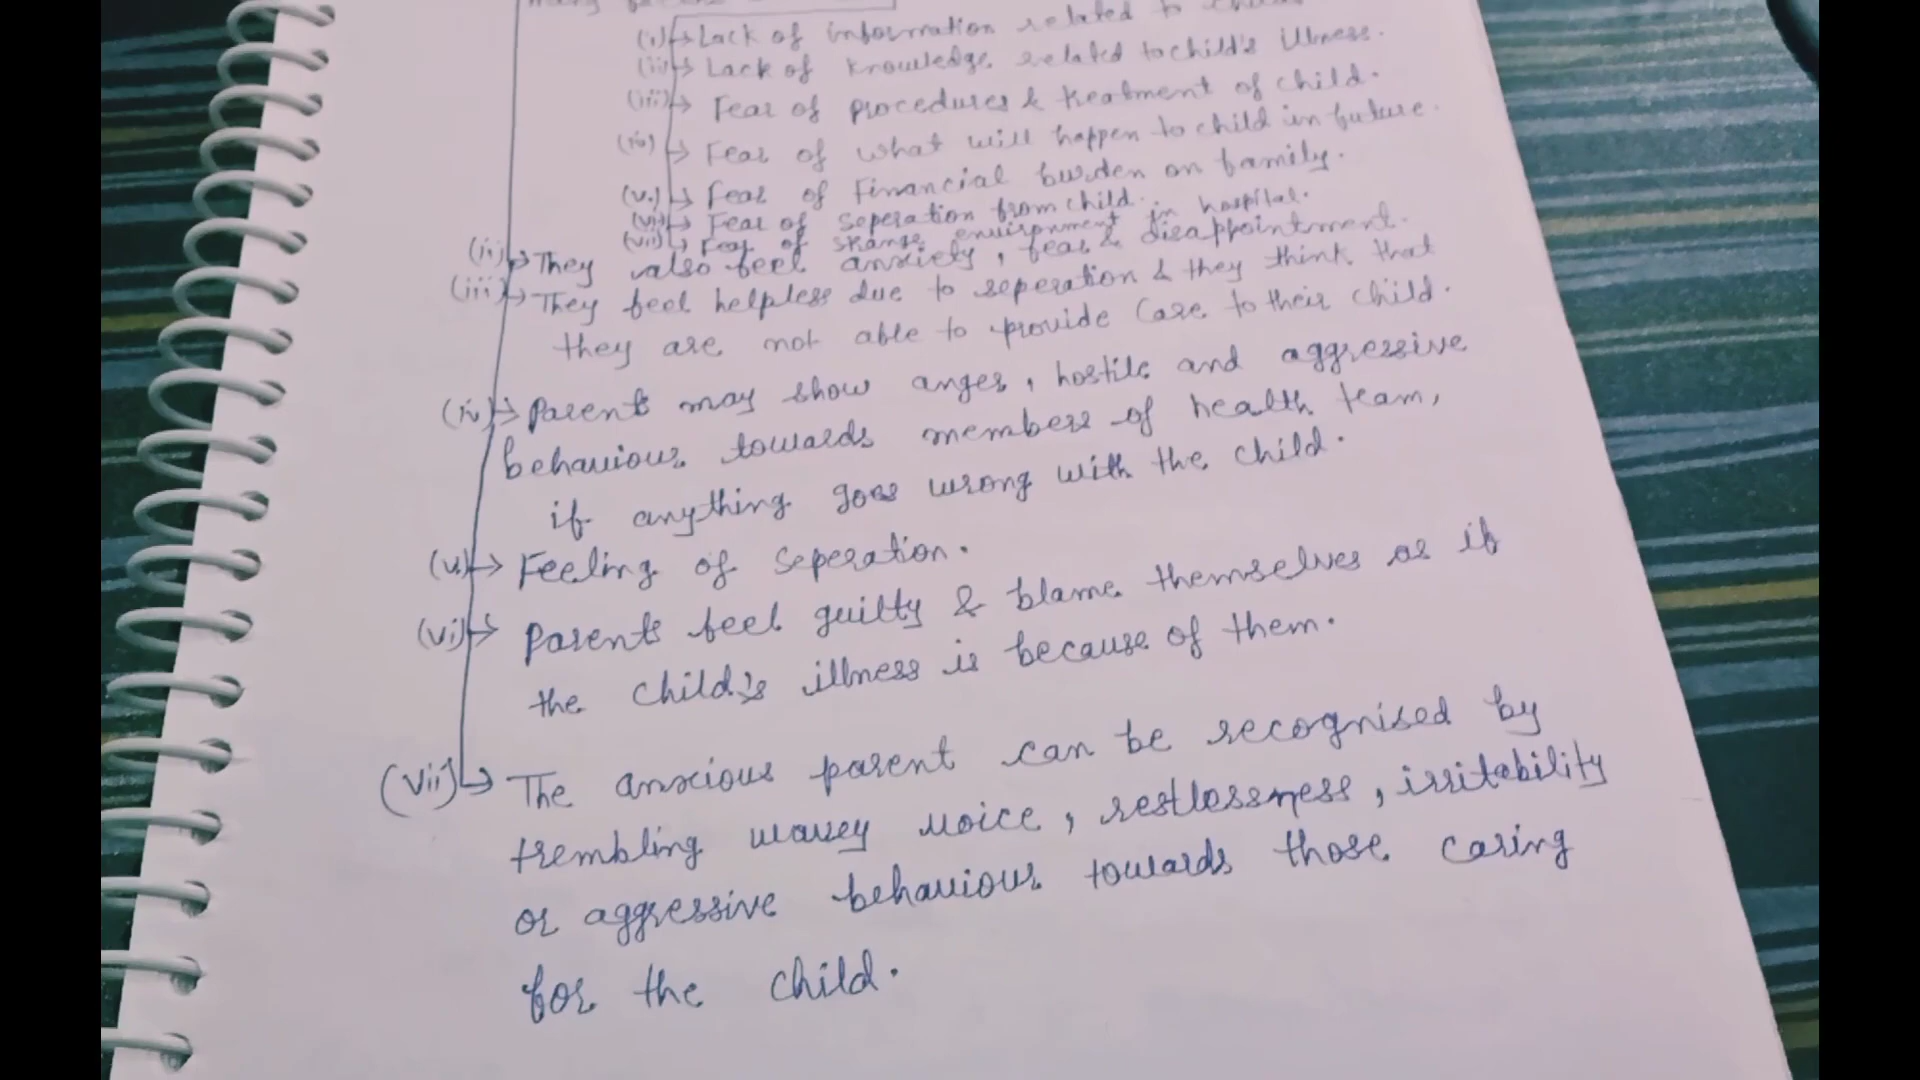 many
(i) → Lack of information related to
(ii) → Lack of knowledge related to child's illness.
(iii) → Fear of procedures & treatment of child.
(iv) → Fear of what will happen to child in future.
(v.) → Fear of financial burden on family.
(vi) → Fear of seperation from child.
(vii) → Fear of strange environment in hospital.
(ii) → They also feel anxiety, fear & disappointment.
(iii) → They feel helpless due to seperation & they think that
they are not able to provide care to their child.
(iv) → Parents may show anger, hostile and aggressive
behaviour towards members of health team,
if anything goes wrong with the child.
(v) → Feeling of seperation.
(vi) → Parents feel guilty & blame themselves as if
the child's illness is because of them.
(vii) → The anxious parent can be recognised by
trembling wavey voice, restlessness, irritability
or aggressive behaviour towards those caring
for the child.